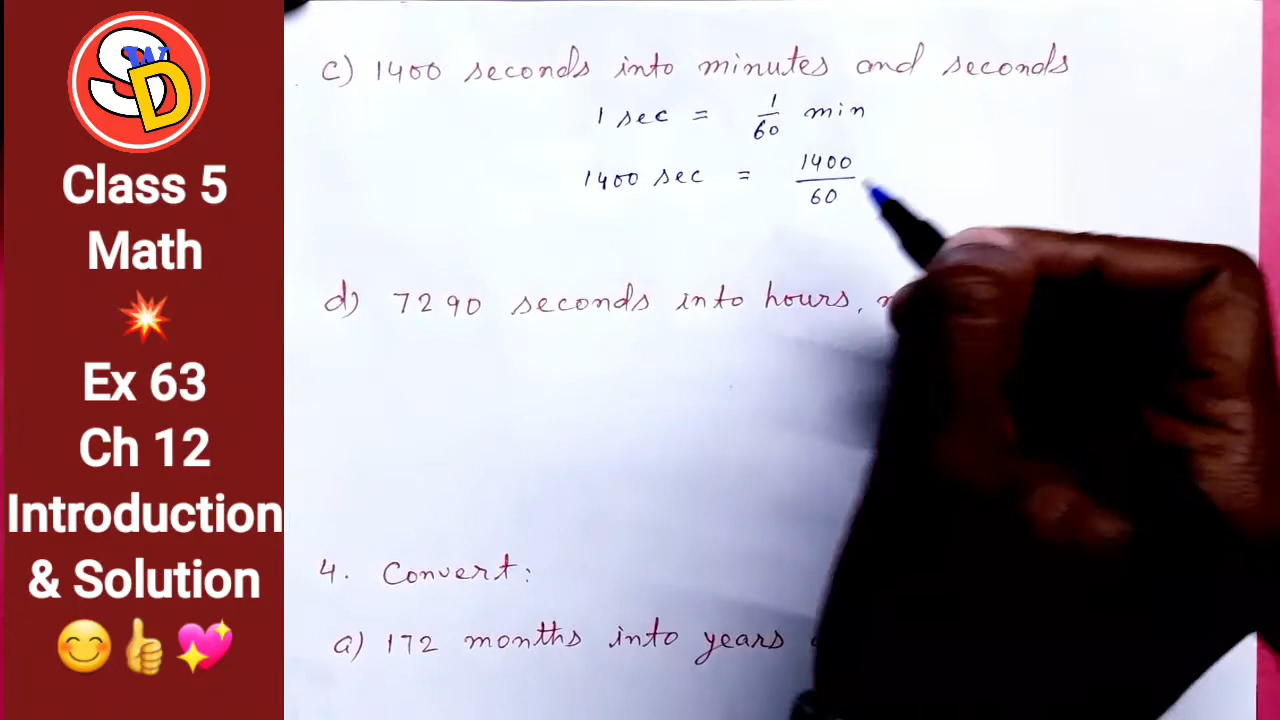 SWD
Class 5
Math
Ex 63
Ch 12
Introduction
& Solution
c) 1400 seconds into minutes and seconds
1 sec = 1/60 min
1400 sec = 1400/60
d) 7290 seconds into hours,
4. Convert:
a) 172 months into years